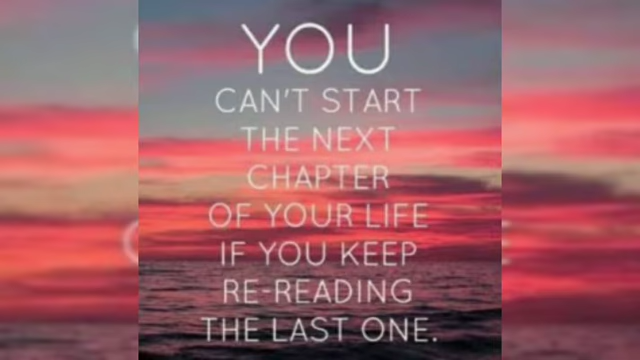 YOU
CAN'T START
THE NEXT
CHAPTER
OF YOUR LIFE
IF YOU KEEP
RE-READING
THE LAST ONE.